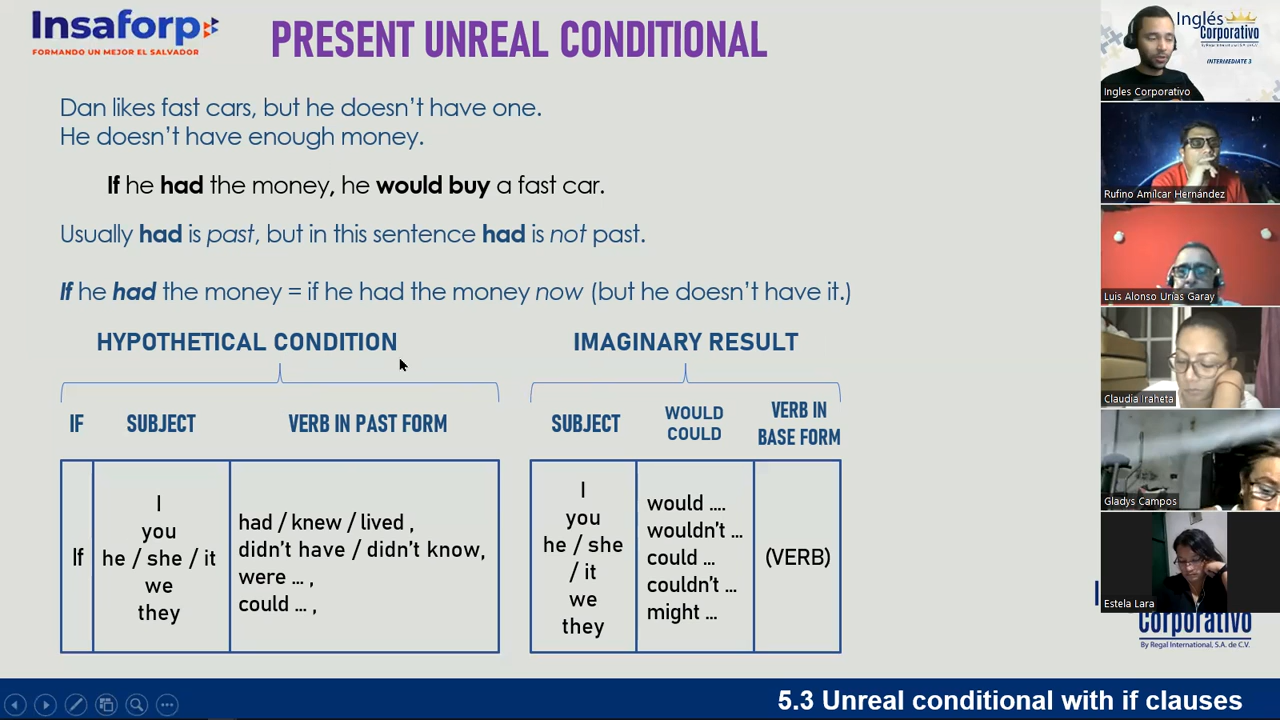 Insaforp
FORMANDO UN MEJOR EL SALVADOR
PRESENT UNREAL CONDITIONAL
Dan likes fast cars, but he doesn't have one.
He doesn't have enough money.
If he had the money, he would buy a fast car.
Usually had is past, but in this sentence had is not past.
If he had the money = if he had the money now (but he doesn't have it.)
HYPOTHETICAL CONDITION
IF SUBJECT VERB IN PAST FORM
If
I
you
he / she / it
we
they
had / knew / lived ,
didn't have / didn't know,
were ... ,
could ... ,
IMAGINARY RESULT
SUBJECT
WOULD
COULD
VERB IN
BASE FORM
I
you
he / she
/ it
we
they
would ....
wouldn't ...
could ...
couldn't ...
might ...
(VERB)
Inglés
Corporativo
By Regal International, S.A. de C.V.
INTERMEDIATE 3
Ingles Corporativo
Rufino Amílcar Hernández
Luis Alonso Urías Garay
Claudia Iraheta
Gladys Campos
Estela Lara
Corporativo
By Regal International, S.A. de C.V.
5.3 Unreal conditional with if clauses